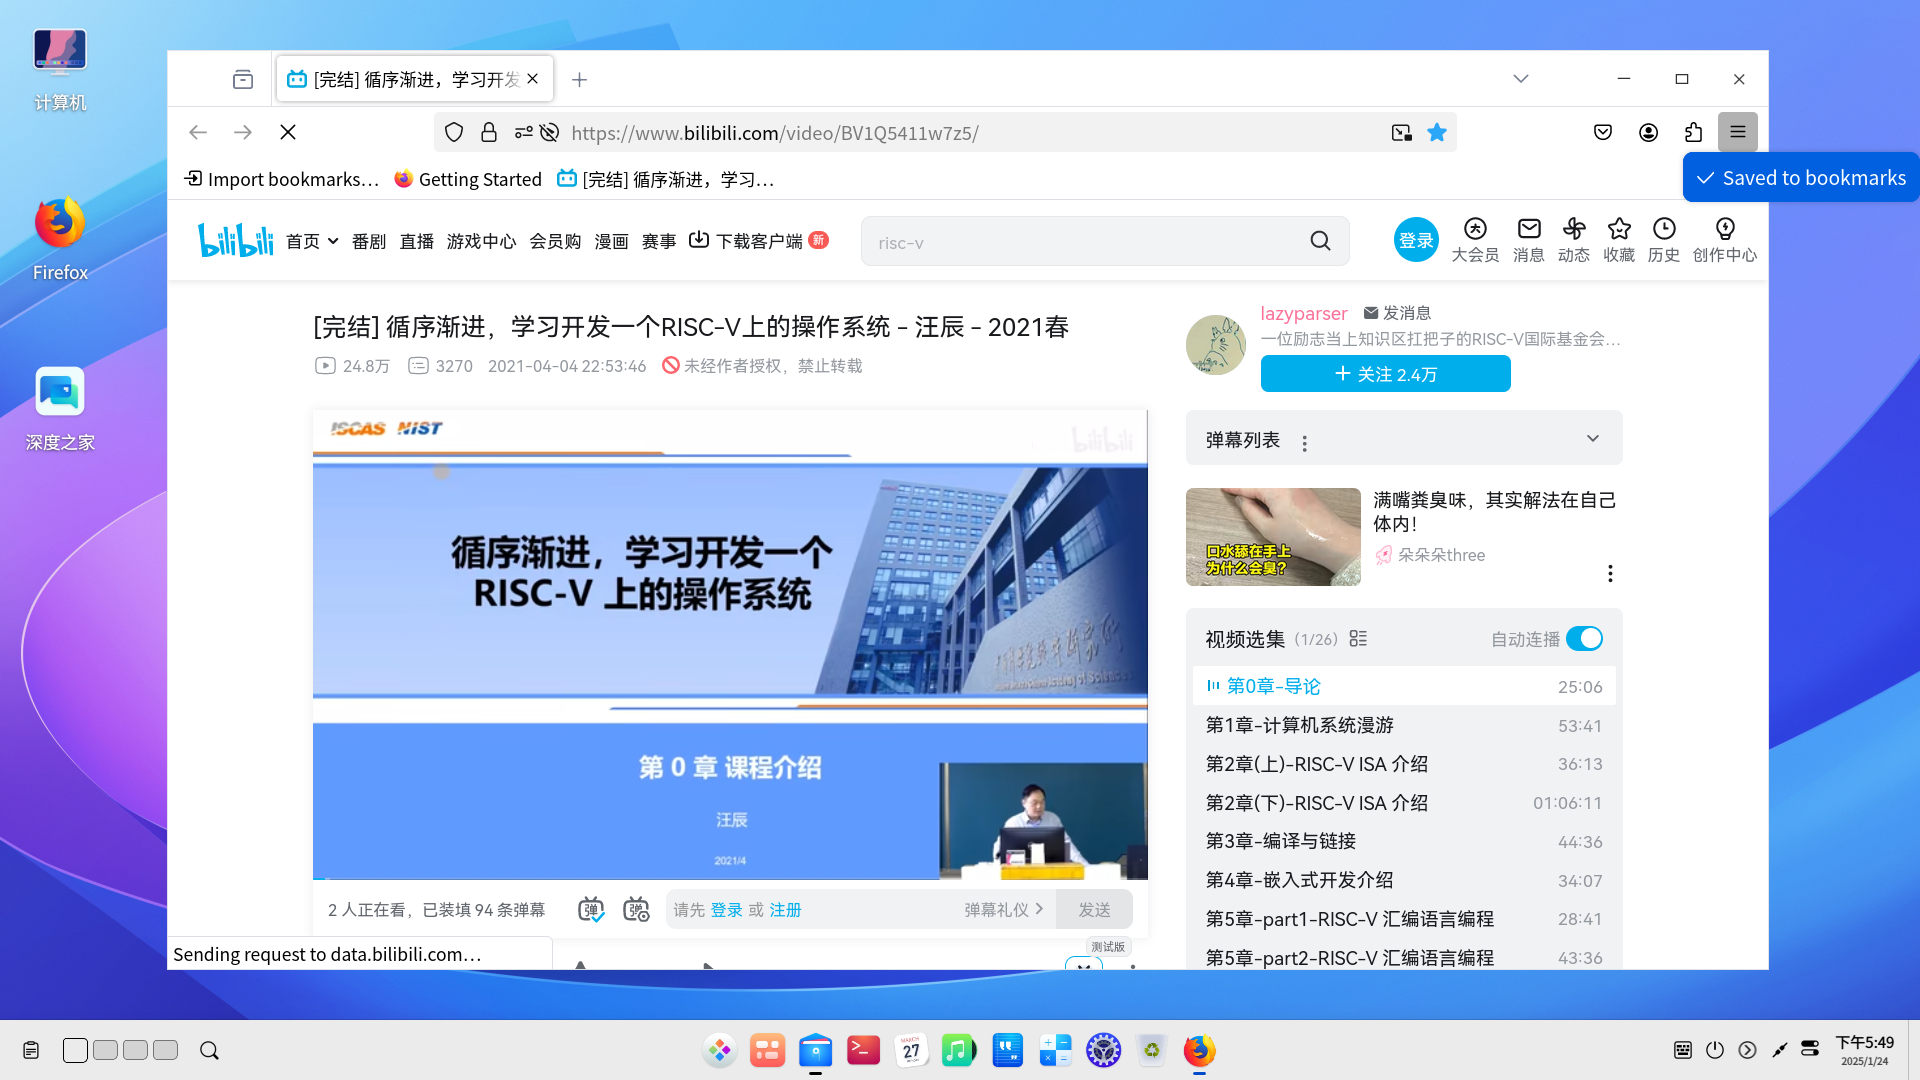 计算机
Firefox
深度之家
[完结] 循序渐进，学习开发
https://www.bilibili.com/video/BV1Q5411w7z5/
Import bookmarks…
Getting Started
[完结] 循序渐进，学习…
Saved to bookmarks
bilibili
首页
番剧
直播
游戏中心
会员购
漫画
赛事
下载客户端
新
risc-v
登录
大会员
消息
动态
收藏
历史
创作中心
[完结] 循序渐进，学习开发一个RISC-V上的操作系统 - 汪辰 - 2021春
24.8万 3270 2021-04-04 22:53:46 未经作者授权，禁止转载
lazyparser 发消息
一位励志当上知识区扛把子的RISC-V国际基金会…
+ 关注 2.4万
ISCAS NIST
bilibili
循序渐进，学习开发一个
RISC-V 上的操作系统
第 0 章 课程介绍
汪辰
2021/4
2 人正在看，已装填 94 条弹幕
弹
弹
请先 登录 或 注册
弹幕礼仪
发送
测试版
弹幕列表
口水舔在手上
为什么会臭？
满嘴粪臭味，其实解法在自己
体内！
朵朵朵three
视频选集（1/26）
自动连播
第0章-导论 25:06
第1章-计算机系统漫游 53:41
第2章(上)-RISC-V ISA 介绍 36:13
第2章(下)-RISC-V ISA 介绍 01:06:11
第3章-编译与链接 44:36
第4章-嵌入式开发介绍 34:07
第5章-part1-RISC-V 汇编语言编程 28:41
第5章-part2-RISC-V 汇编语言编程 43:36
Sending request to data.bilibili.com…
MARCH
27
下午5:49
2025/1/24